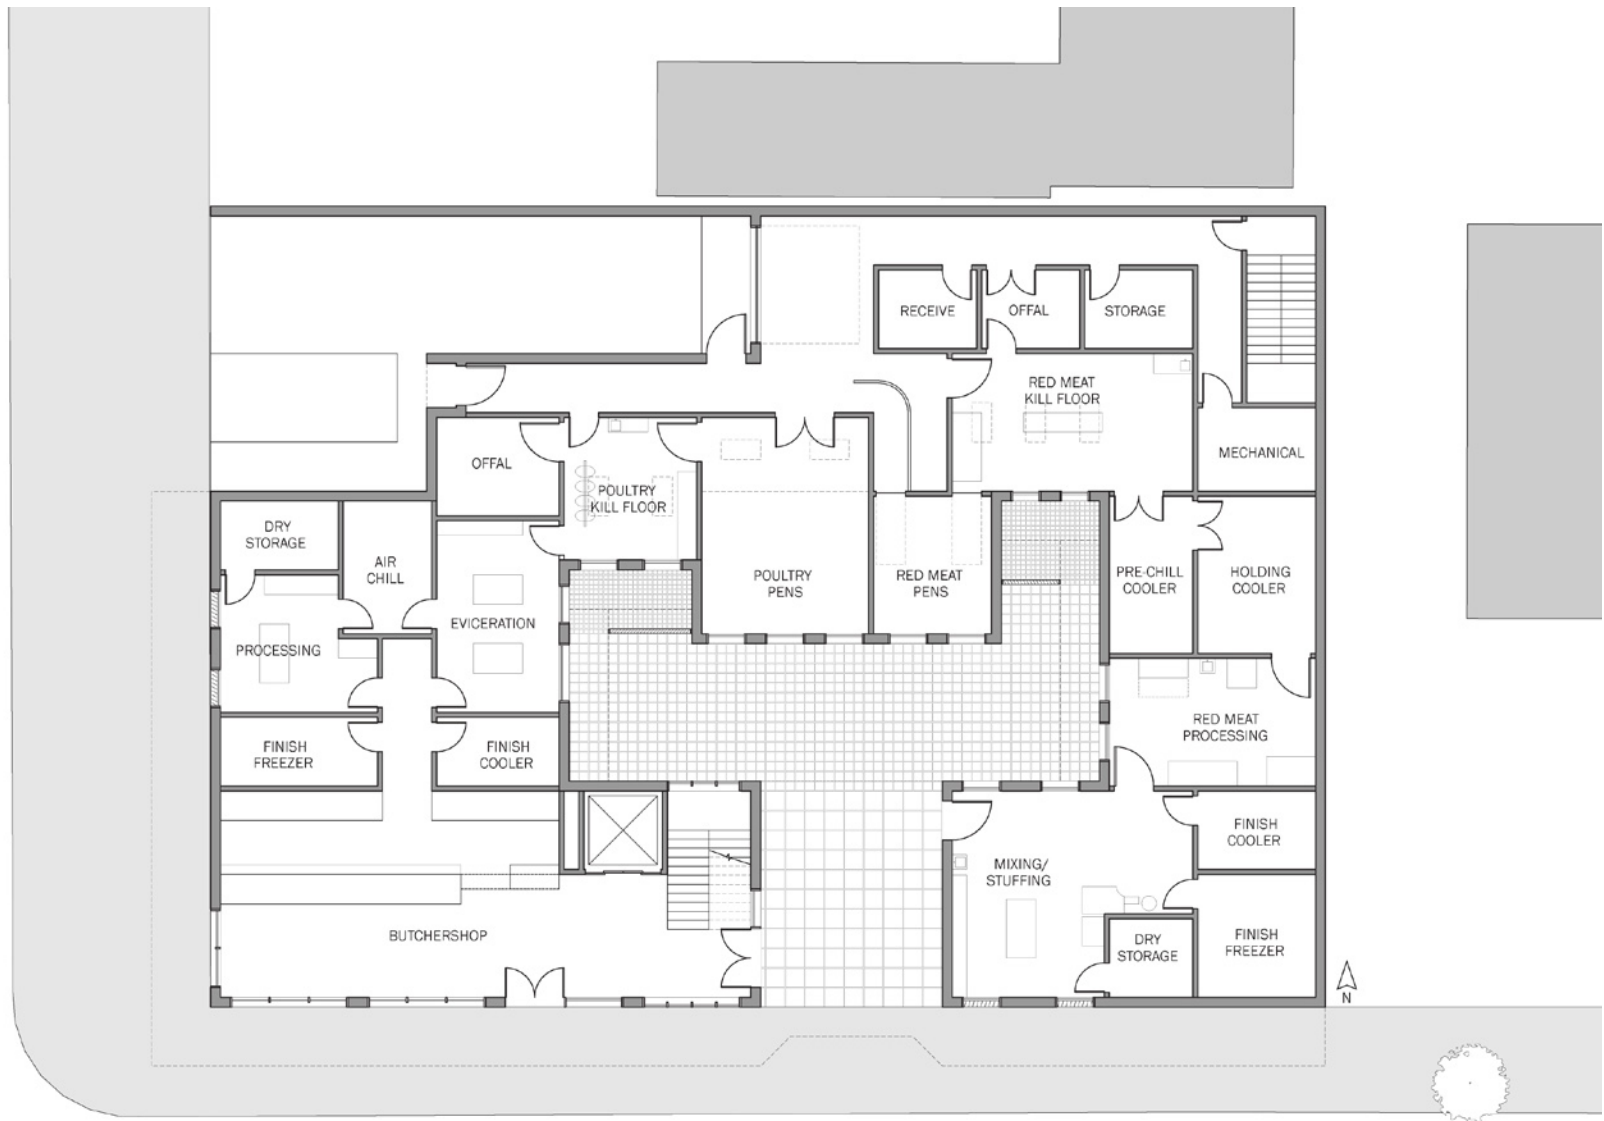 RECEIVE
OFFAL
STORAGE
RED MEAT
KILL FLOOR
MECHANICAL
OFFAL
POULTRY
KILL FLOOR
DRY
STORAGE
AIR
CHILL
POULTRY
PENS
RED MEAT
PENS
PRE-CHILL
COOLER
HOLDING
COOLER
EVICERATION
PROCESSING
RED MEAT
PROCESSING
FINISH
FREEZER
FINISH
COOLER
FINISH
COOLER
MIXING/
STUFFING
BUTCHERSHOP
DRY
STORAGE
FINISH
FREEZER
N